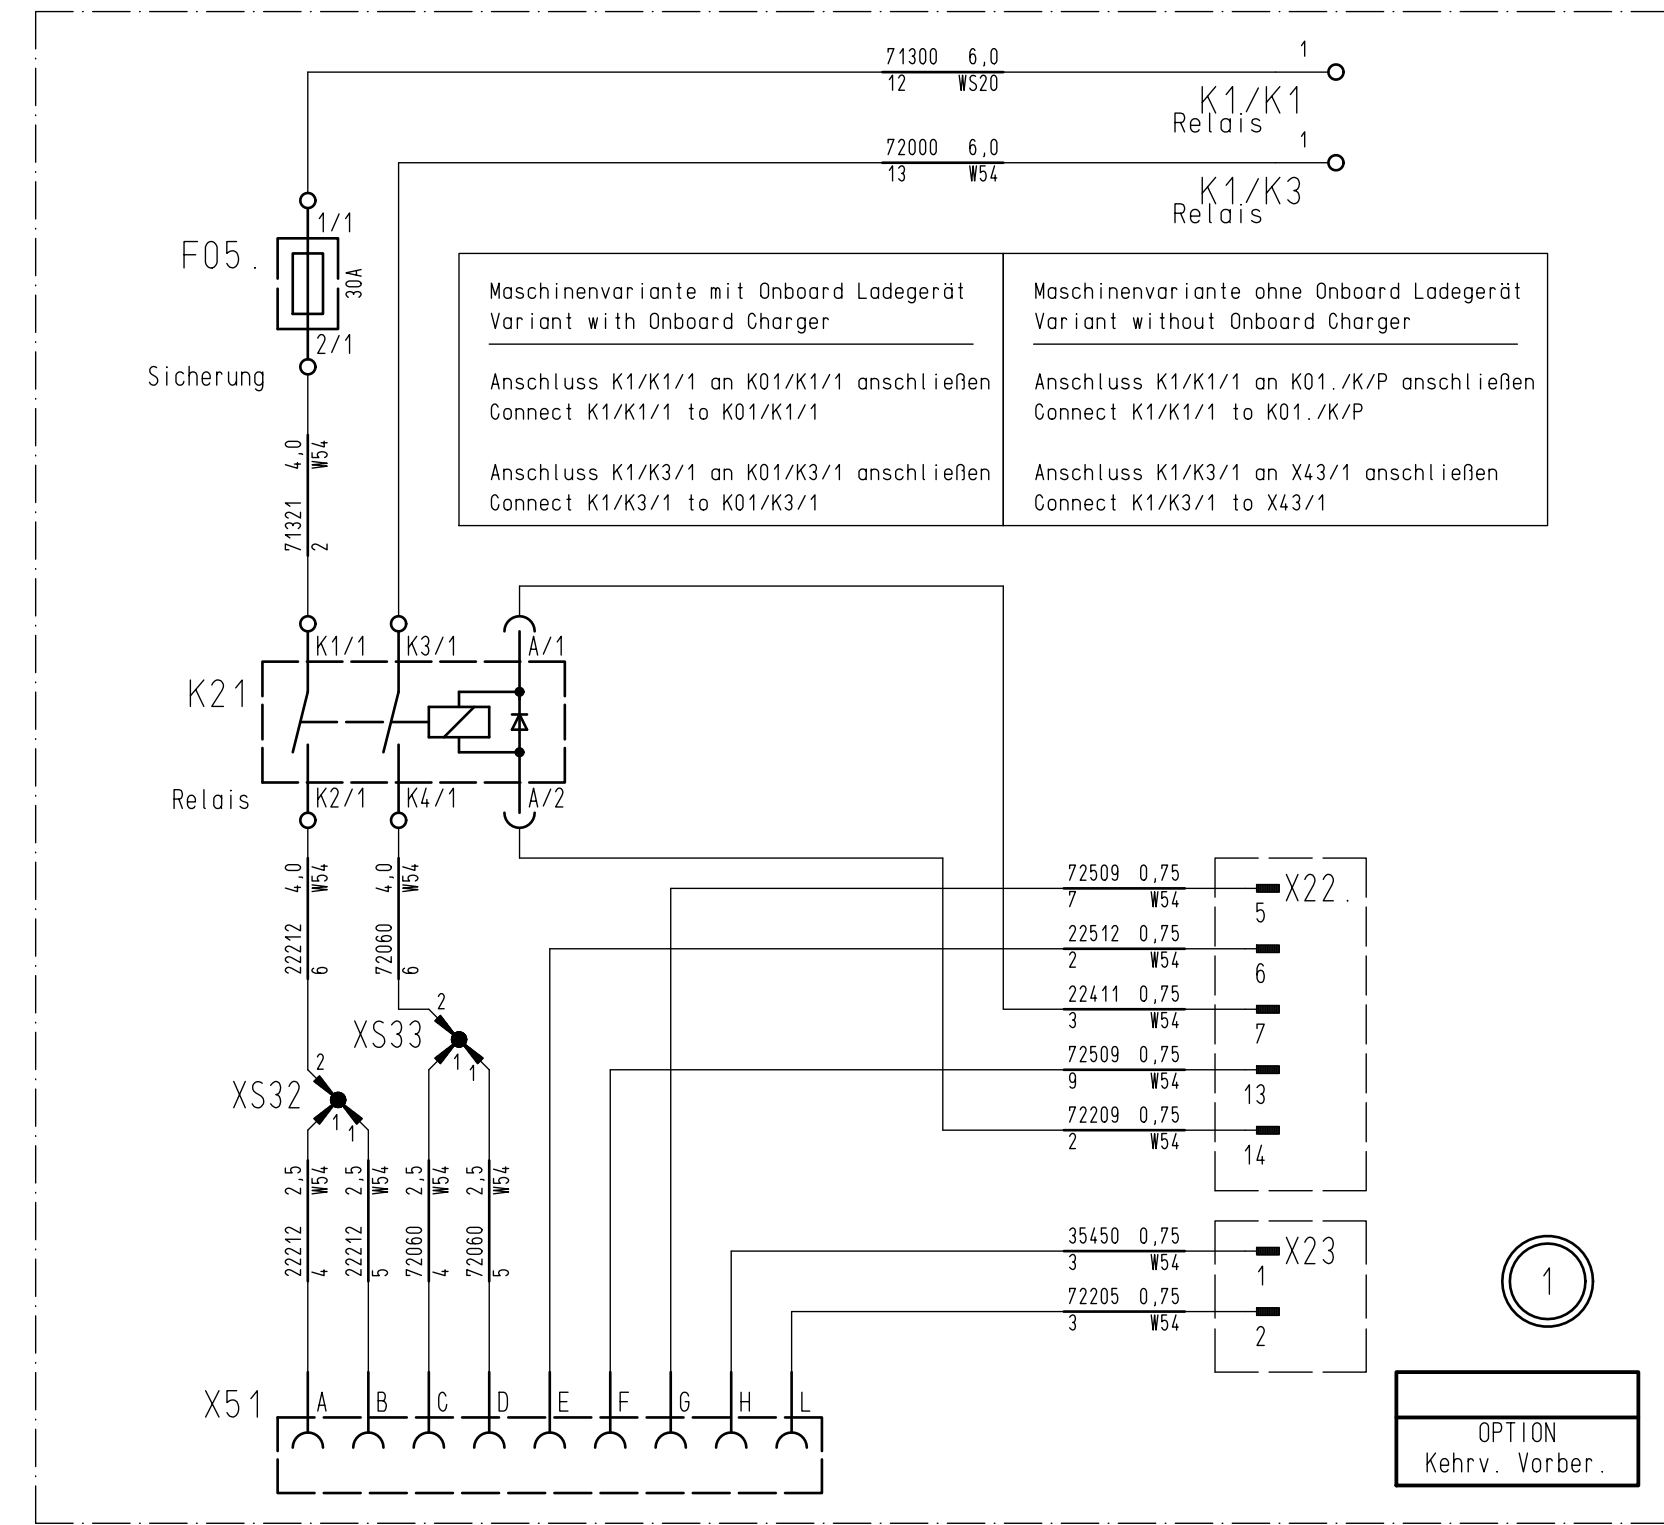 71300 6,0 1
12 WS20
K1/K1
Relais
72000 6,0 1
13 W54
K1/K3
Relais
1/1
F05.
30A
2/1
Sicherung
Maschinenvariante mit Onboard Ladegerät
Variant with Onboard Charger
Anschluss K1/K1/1 an K01/K1/1 anschließen
Connect K1/K1/1 to K01/K1/1
Anschluss K1/K3/1 an K01/K3/1 anschließen
Connect K1/K3/1 to K01/K3/1
Maschinenvariante ohne Onboard Ladegerät
Variant without Onboard Charger
Anschluss K1/K1/1 an K01./K/P anschließen
Connect K1/K1/1 to K01./K/P
Anschluss K1/K3/1 an X43/1 anschließen
Connect K1/K3/1 to X43/1
71321 4,0
2 W54
K1/1 K3/1 A/1
K21
Relais
K2/1 K4/1 A/2
22212 4,0
6 W54
72060 4,0
6 W54
72509 0,75
7 W54
X22.
5
22512 0,75
2 W54
6
22411 0,75
3 W54
7
72509 0,75
9 W54
13
72209 0,75
2 W54
14
2
XS33
1 1
2
XS32
1 1
22212 2,5
4 W54
22212 2,5
5 W54
72060 2,5
4 W54
72060 2,5
5 W54
35450 0,75
3 W54
X23
1
72205 0,75
3 W54
2
1
X51 A B C D E F G H L
OPTION
Kehrv. Vorber.